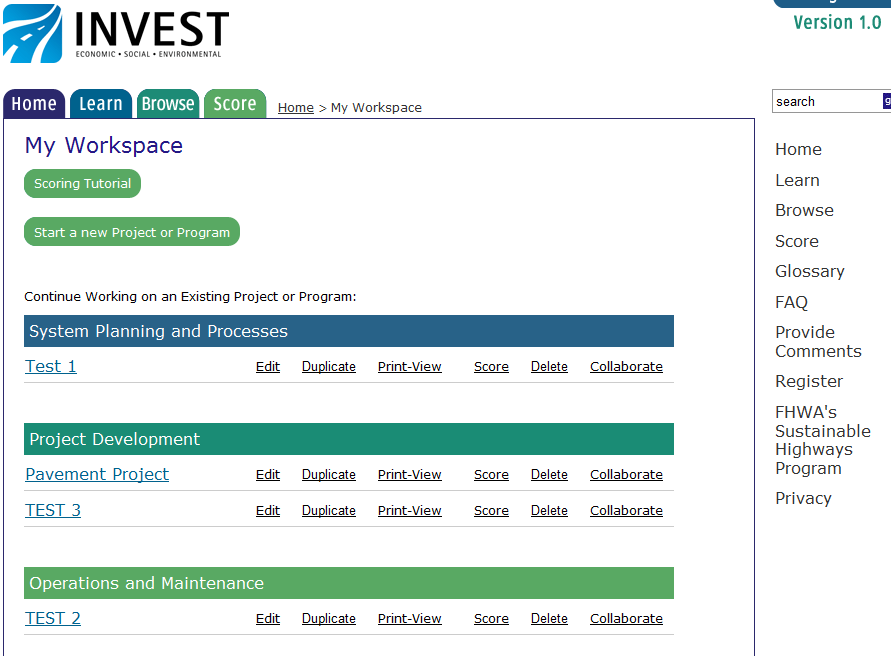 INVEST
ECONOMIC • SOCIAL • ENVIRONMENTAL
Version 1.0
Home Learn Browse Score Home > My Workspace
search
My Workspace
Scoring Tutorial
Start a new Project or Program
Continue Working on an Existing Project or Program:
System Planning and Processes
Test 1 Edit Duplicate Print-View Score Delete Collaborate
Project Development
Pavement Project Edit Duplicate Print-View Score Delete Collaborate
TEST 3 Edit Duplicate Print-View Score Delete Collaborate
Operations and Maintenance
TEST 2 Edit Duplicate Print-View Score Delete Collaborate
Home
Learn
Browse
Score
Glossary
FAQ
Provide
Comments
Register
FHWA's
Sustainable
Highways
Program
Privacy